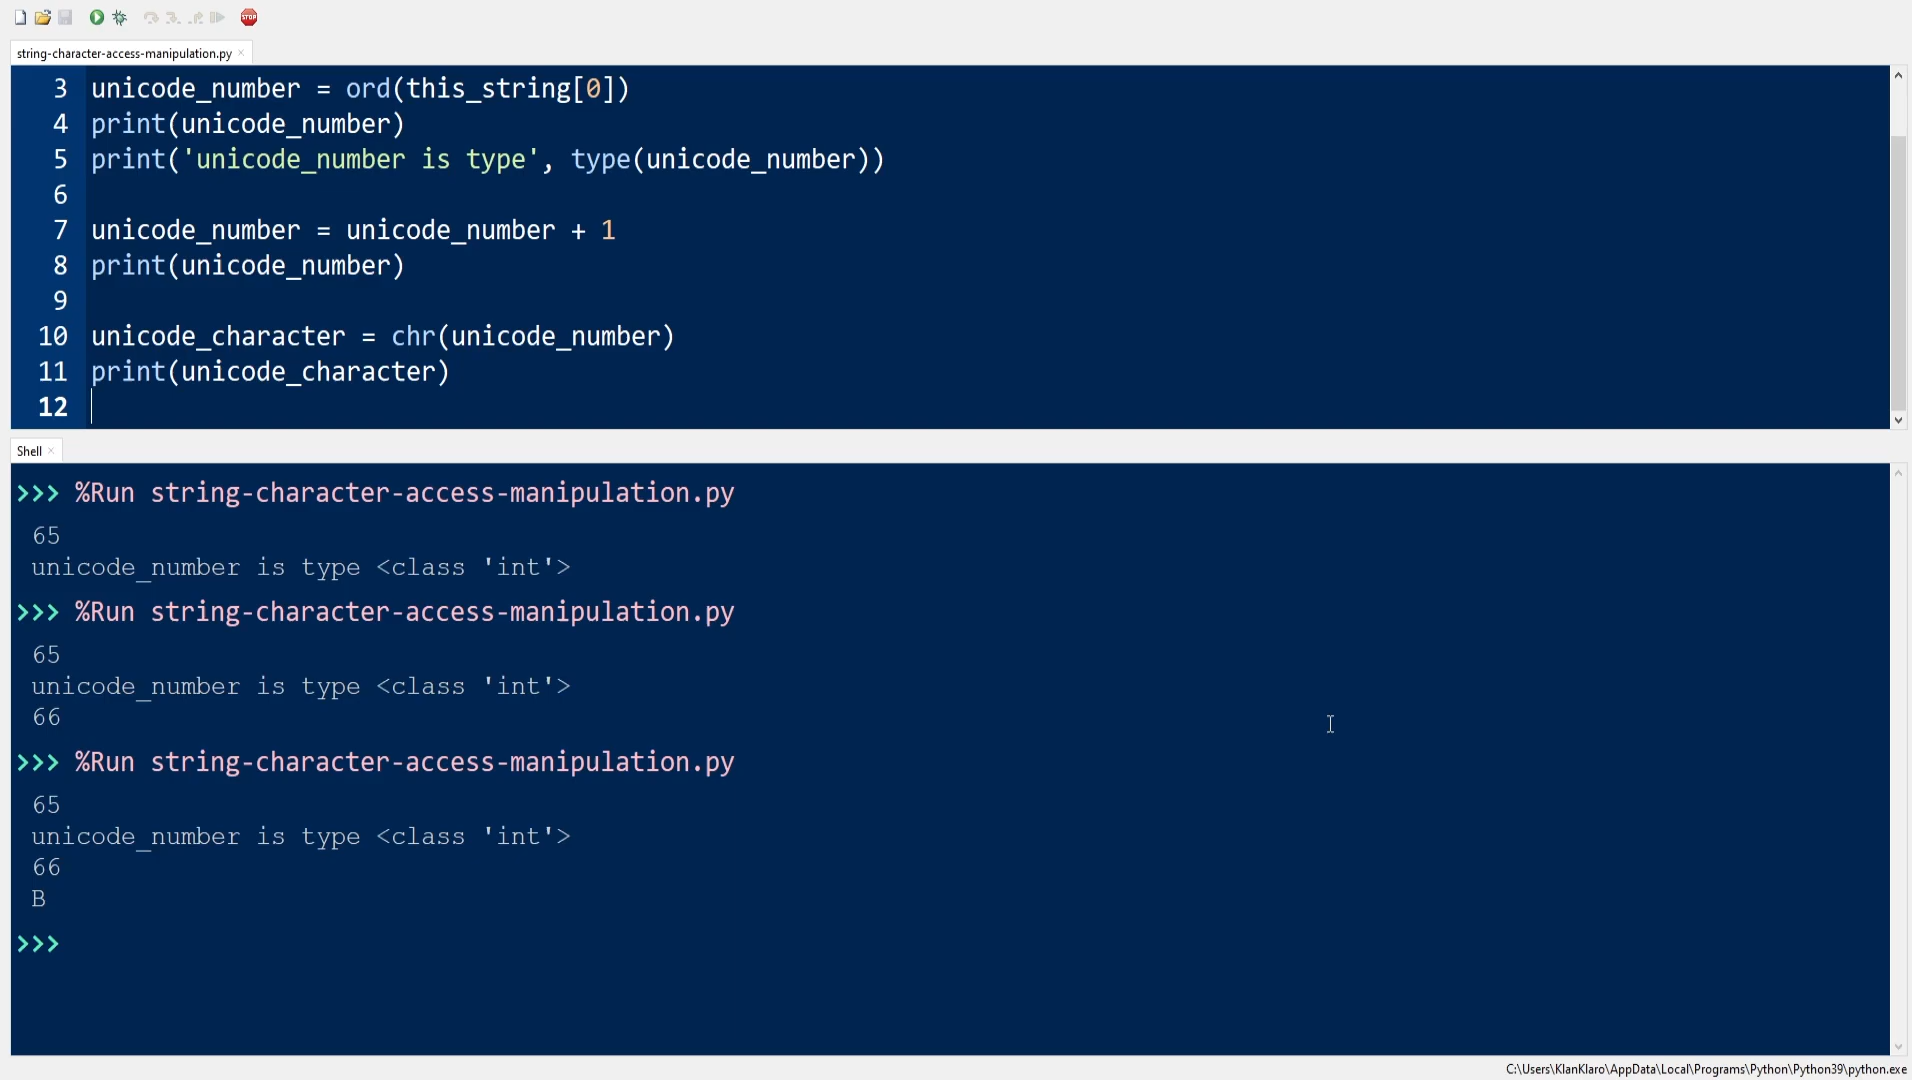 STOP
string-character-access-manipulation.py ×
3 unicode_number = ord(this_string[0])
4 print(unicode_number)
5 print('unicode_number is type', type(unicode_number))
6
7 unicode_number = unicode_number + 1
8 print(unicode_number)
9
10 unicode_character = chr(unicode_number)
11 print(unicode_character)
12
Shell ×
>>> %Run string-character-access-manipulation.py
65
unicode_number is type <class 'int'>
>>> %Run string-character-access-manipulation.py
65
unicode_number is type <class 'int'>
66
>>> %Run string-character-access-manipulation.py
65
unicode_number is type <class 'int'>
66
B
>>>
C:\Users\KlanKlaro\AppData\Local\Programs\Python\Python39\python.exe